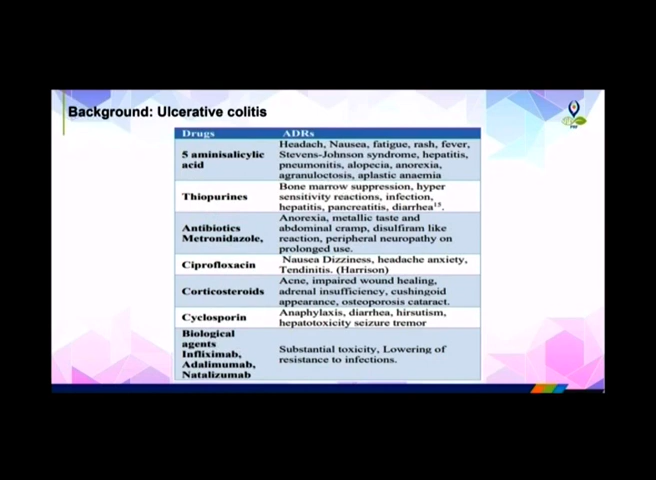 Background: Ulcerative colitis
Drugs ADRs
5 aminisalicylic acid Headach, Nausea, fatigue, rash, fever,
Stevens-Johnson syndrome, hepatitis,
pneumonitis, alopecia, anorexia,
agranuloctosis, aplastic anaemia
Thiopurines Bone marrow suppression, hyper
sensitivity reactions, infection,
hepatitis, pancreatitis, diarrhea¹⁵.
Antibiotics
Metronidazole, Anorexia, metallic taste and
abdominal cramp, disulfiram like
reaction, peripheral neuropathy on
prolonged use.
Ciprofloxacin Nausea Dizziness, headache anxiety,
Tendinitis. (Harrison)
Corticosteroids Acne, impaired wound healing,
adrenal insufficiency, cushingoid
appearance, osteoporosis cataract.
Cyclosporin Anaphylaxis, diarrhea, hirsutism,
hepatotoxicity seizure tremor
Biological
agents
Infliximab,
Adalimumab,
Natalizumab Substantial toxicity, Lowering of
resistance to infections.